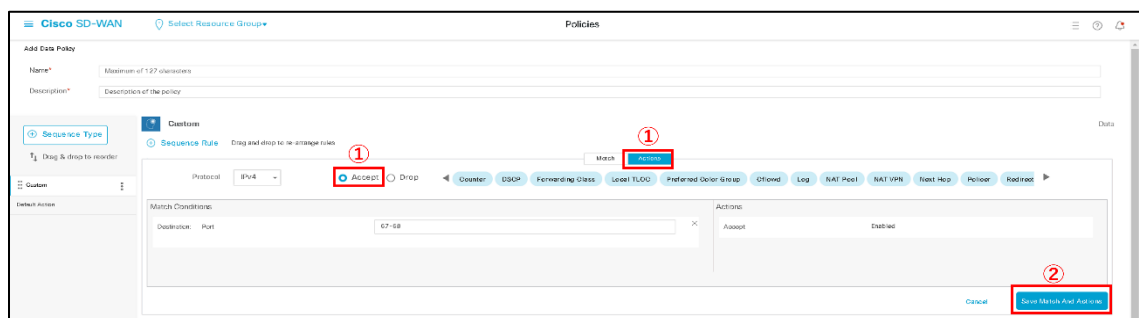 Cisco SD-WAN
Select Resource Group
Policies
Add Data Policy
Name*
Maximum of 127 characters
Description*
Description of the policy
Sequence Type
Drag & drop to reorder
Custom
Default Action
Custom
Data
Sequence Rule Drag and drop to re-arrange rules
①
①
Match Actions
Protocol IPv4 Accept Drop
Counter DSCP Forwarding Class Local TLOC Preferred Color Group Cflowd Log NAT Pool NAT VPN Next Hop Policer Redirect
Match Conditions
Destination: Port 67-68
Actions
Accept Enabled
②
Cancel Save Match And Actions